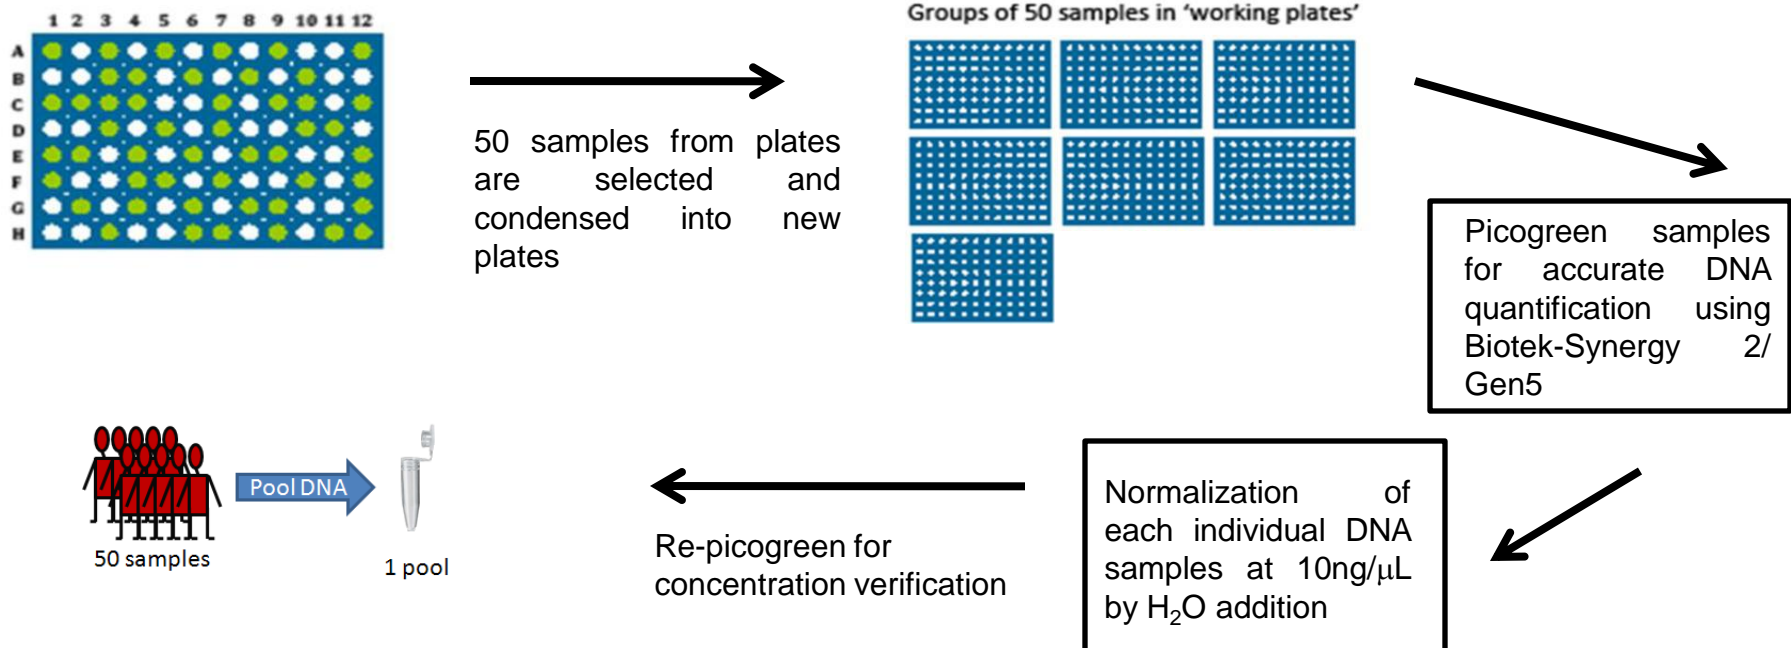 1 2 3 4 5 6 7 8 9 10 11 12
A
B
C
D
E
F
G
H
50 samples from plates
are selected and
condensed into new
plates
Groups of 50 samples in ‘working plates’
Picogreen samples
for accurate DNA
quantification using
Biotek-Synergy 2/
Gen5
Normalization of
each individual DNA
samples at 10ng/μL
by H₂O addition
Re-picogreen for
concentration verification
Pool DNA
50 samples
1 pool